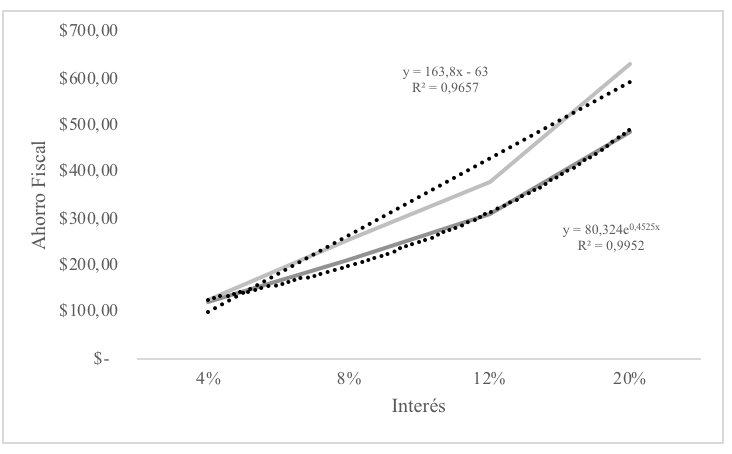 $700,00
$600,00
$500,00
$400,00
$300,00
$200,00
$100,00
$-
Ahorro Fiscal
y = 163,8x - 63
R² = 0,9657
y = 80,324e^0,4525x
R² = 0,9952
4% 8% 12% 20%
Interés